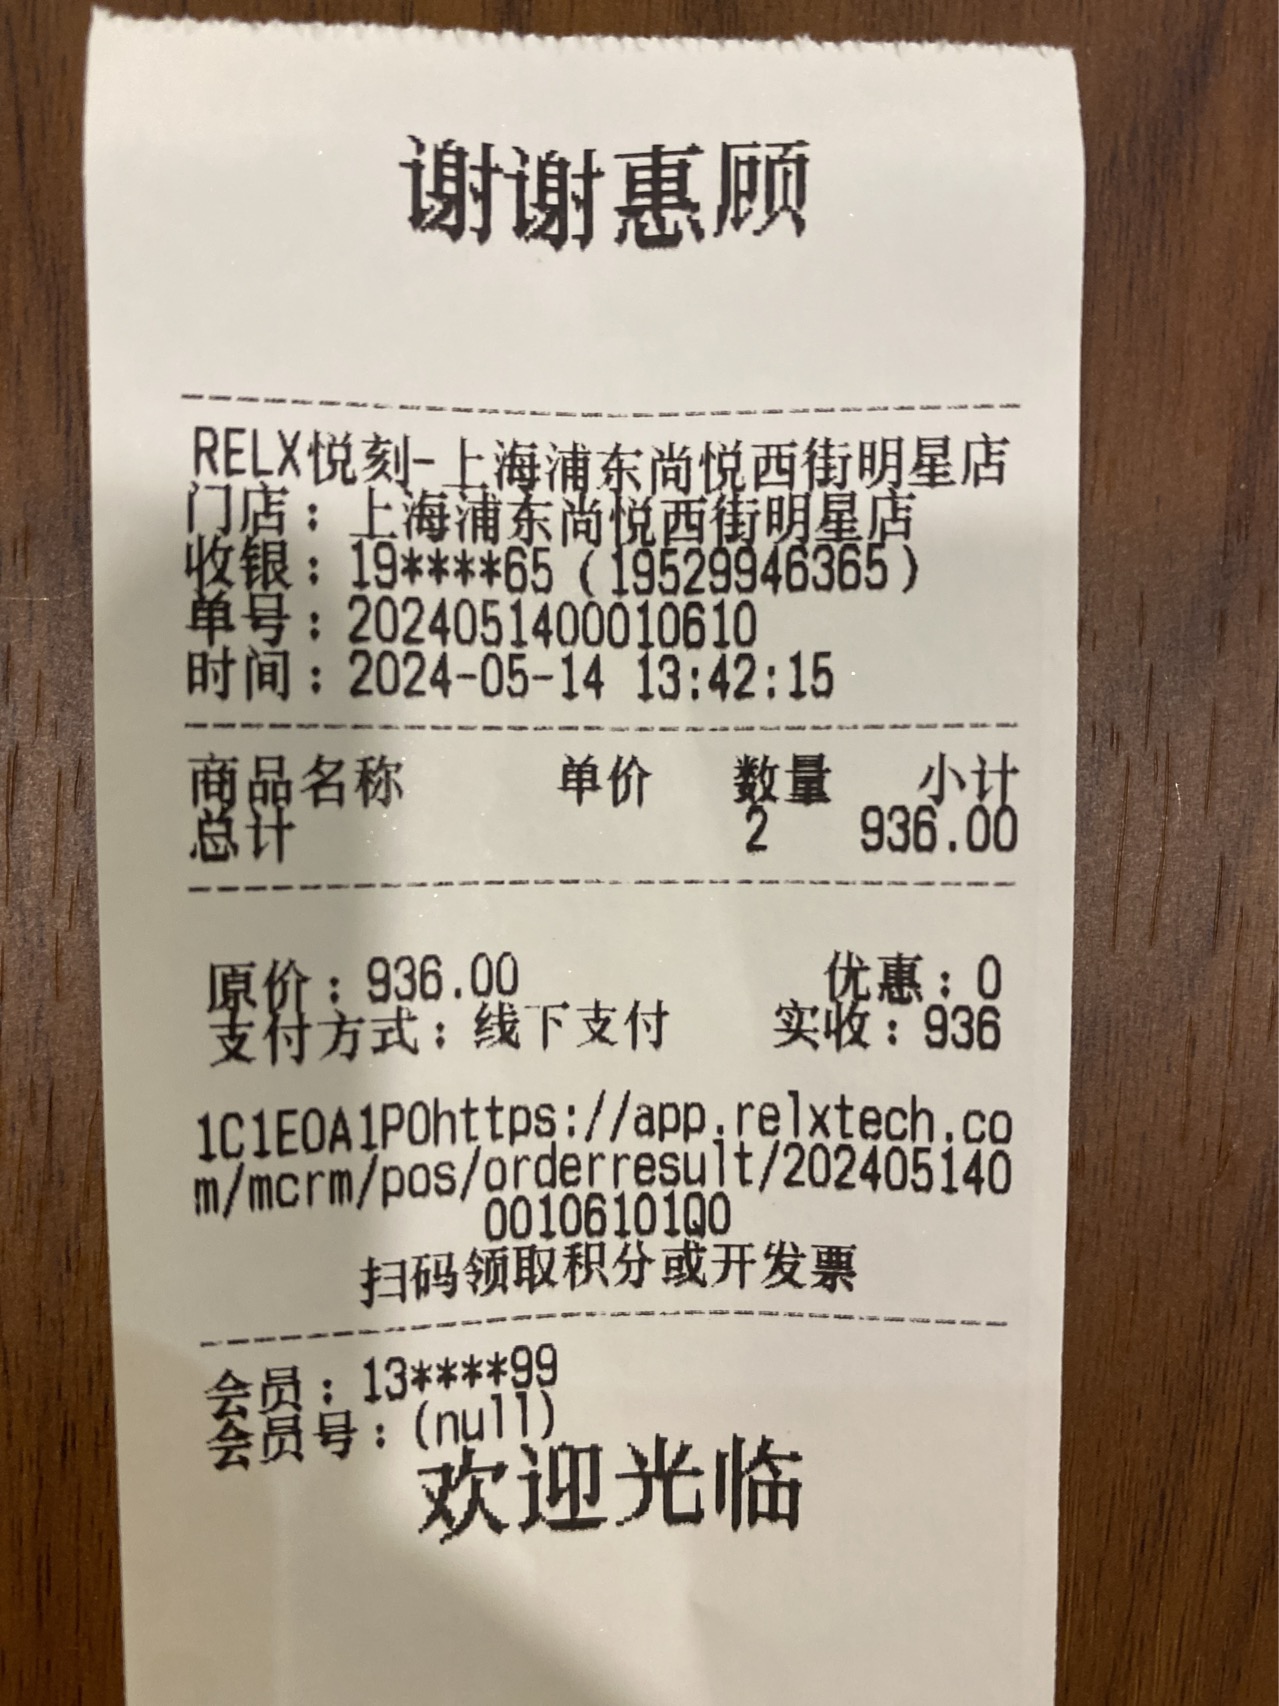 谢谢惠顾
RELX悦刻-上海浦东尚悦西街明星店
门店：上海浦东尚悦西街明星店
收银：19****65（19529946365）
单号：2024051400010610
时间：2024-05-14 13:42:15
商品名称 单价 数量 小计
总计 2 936.00
原价：936.00 优惠：0
支付方式：线下支付 实收：936
1C1E0A1P0https://app.relxtech.co
m/mcrm/pos/orderresult/202405140
00106101Q0
扫码领取积分或开发票
会员：13****99
会员号：(null)
欢迎光临